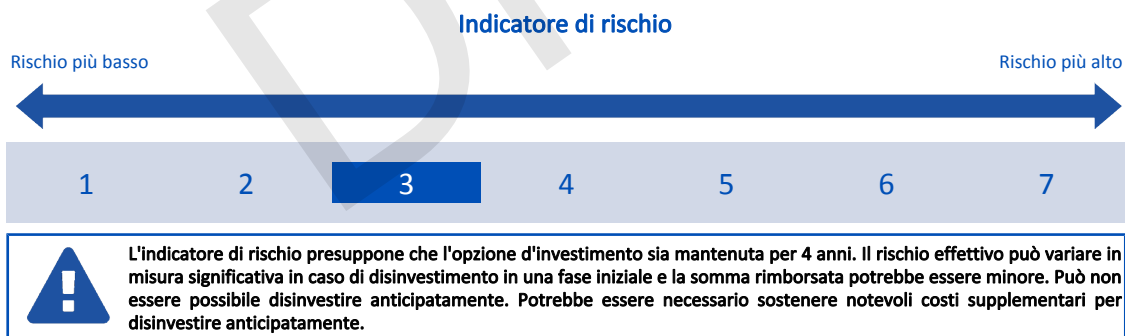 Indicatore di rischio
Rischio più basso
Rischio più alto
1 2 3 4 5 6 7
L'indicatore di rischio presuppone che l'opzione d'investimento sia mantenuta per 4 anni. Il rischio effettivo può variare in
misura significativa in caso di disinvestimento in una fase iniziale e la somma rimborsata potrebbe essere minore. Può non
essere possibile disinvestire anticipatamente. Potrebbe essere necessario sostenere notevoli costi supplementari per
disinvestire anticipatamente.